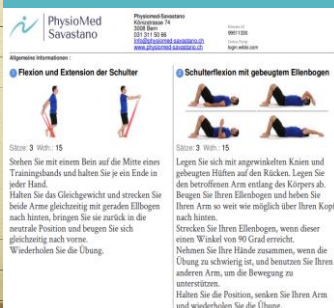 PhysioMed
Savastano
Physiomed-Savastano
Könizstrasse 74
3008 Bern
031 311 50 66
info@physiomed-savastano.ch
www.physiomed-savastano.ch
login.wibbi.com
Allgemeine Informationen :
1 Flexion und Extension der Schulter
Sätze: 3 Wdh.: 15
Stehen Sie mit einem Bein auf die Mitte eines
Trainingsbands und halten Sie je ein Ende in
jeder Hand.
Halten Sie das Gleichgewicht und strecken Sie
beide Arme gleichzeitig mit geraden Ellbogen
nach hinten, bringen Sie sie zurück in die
neutrale Position und beugen Sie sich
gleichzeitig nach vorne.
Wiederholen Sie die Übung.
2 Schulterflexion mit gebeugtem Ellenbogen
Sätze: 3 Wdh.: 15
Legen Sie sich mit angewinkelten Knien und
gebeugten Hüften auf den Rücken. Legen Sie
den betroffenen Arm entlang des Körpers ab.
Beugen Sie Ihren Ellenbogen und heben Sie
Ihren Arm so weit wie möglich über Ihren Kopf
nach hinten.
Strecken Sie Ihren Ellenbogen, wenn dieser
einen Winkel von 90 Grad erreicht.
Nehmen Sie Ihre Hände zusammen, wenn die
Übung zu schwierig ist, und benutzen Sie Ihren
anderen Arm, um die Bewegung zu
unterstützen.
Halten Sie die Position, senken Sie Ihren Arm
und wiederholen Sie die Übung.